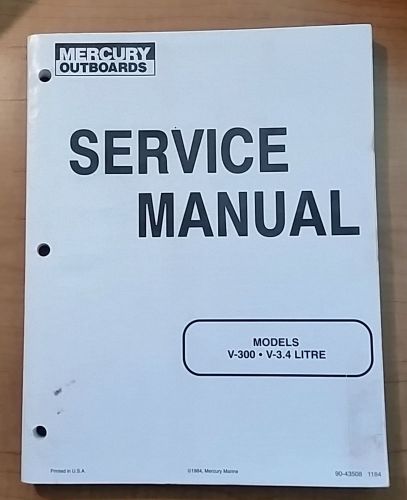 MERCURY
OUTBOARDS
SERVICE
MANUAL
MODELS
V-300 • V-3.4 LITRE
Printed in U.S.A.
©1984, Mercury Marine
90-43508 1184